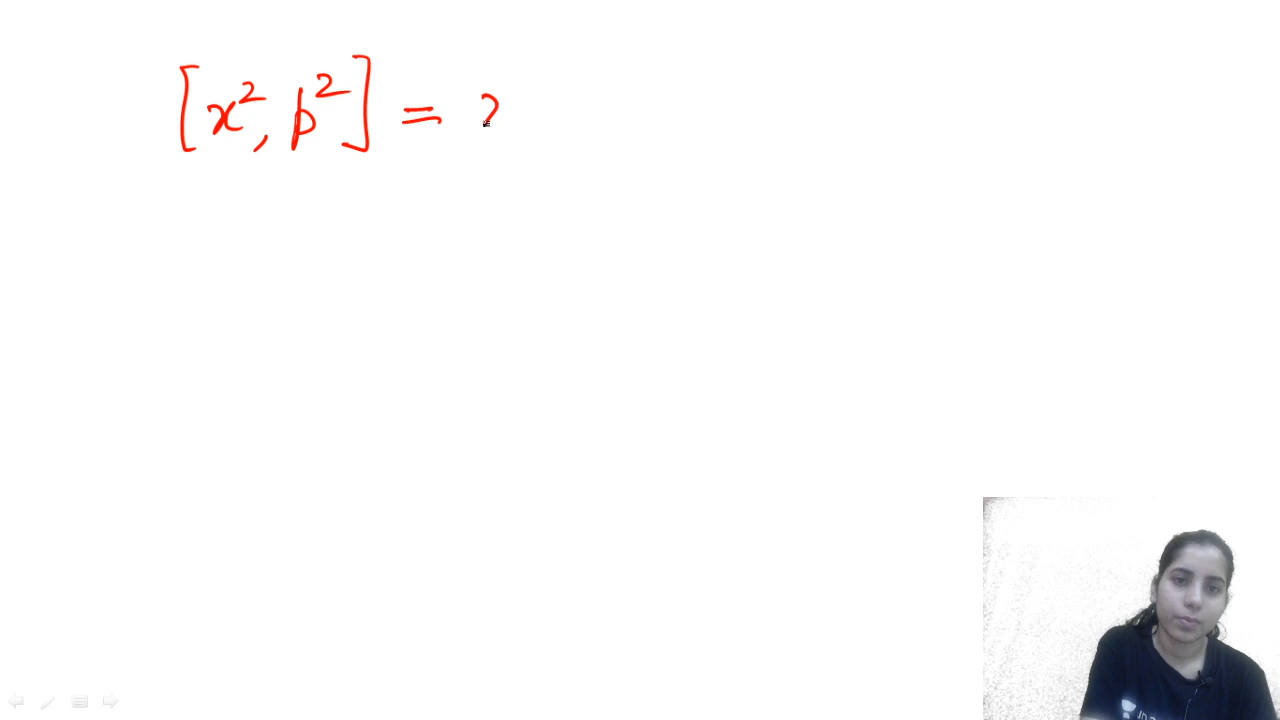 [x², p²] = ?